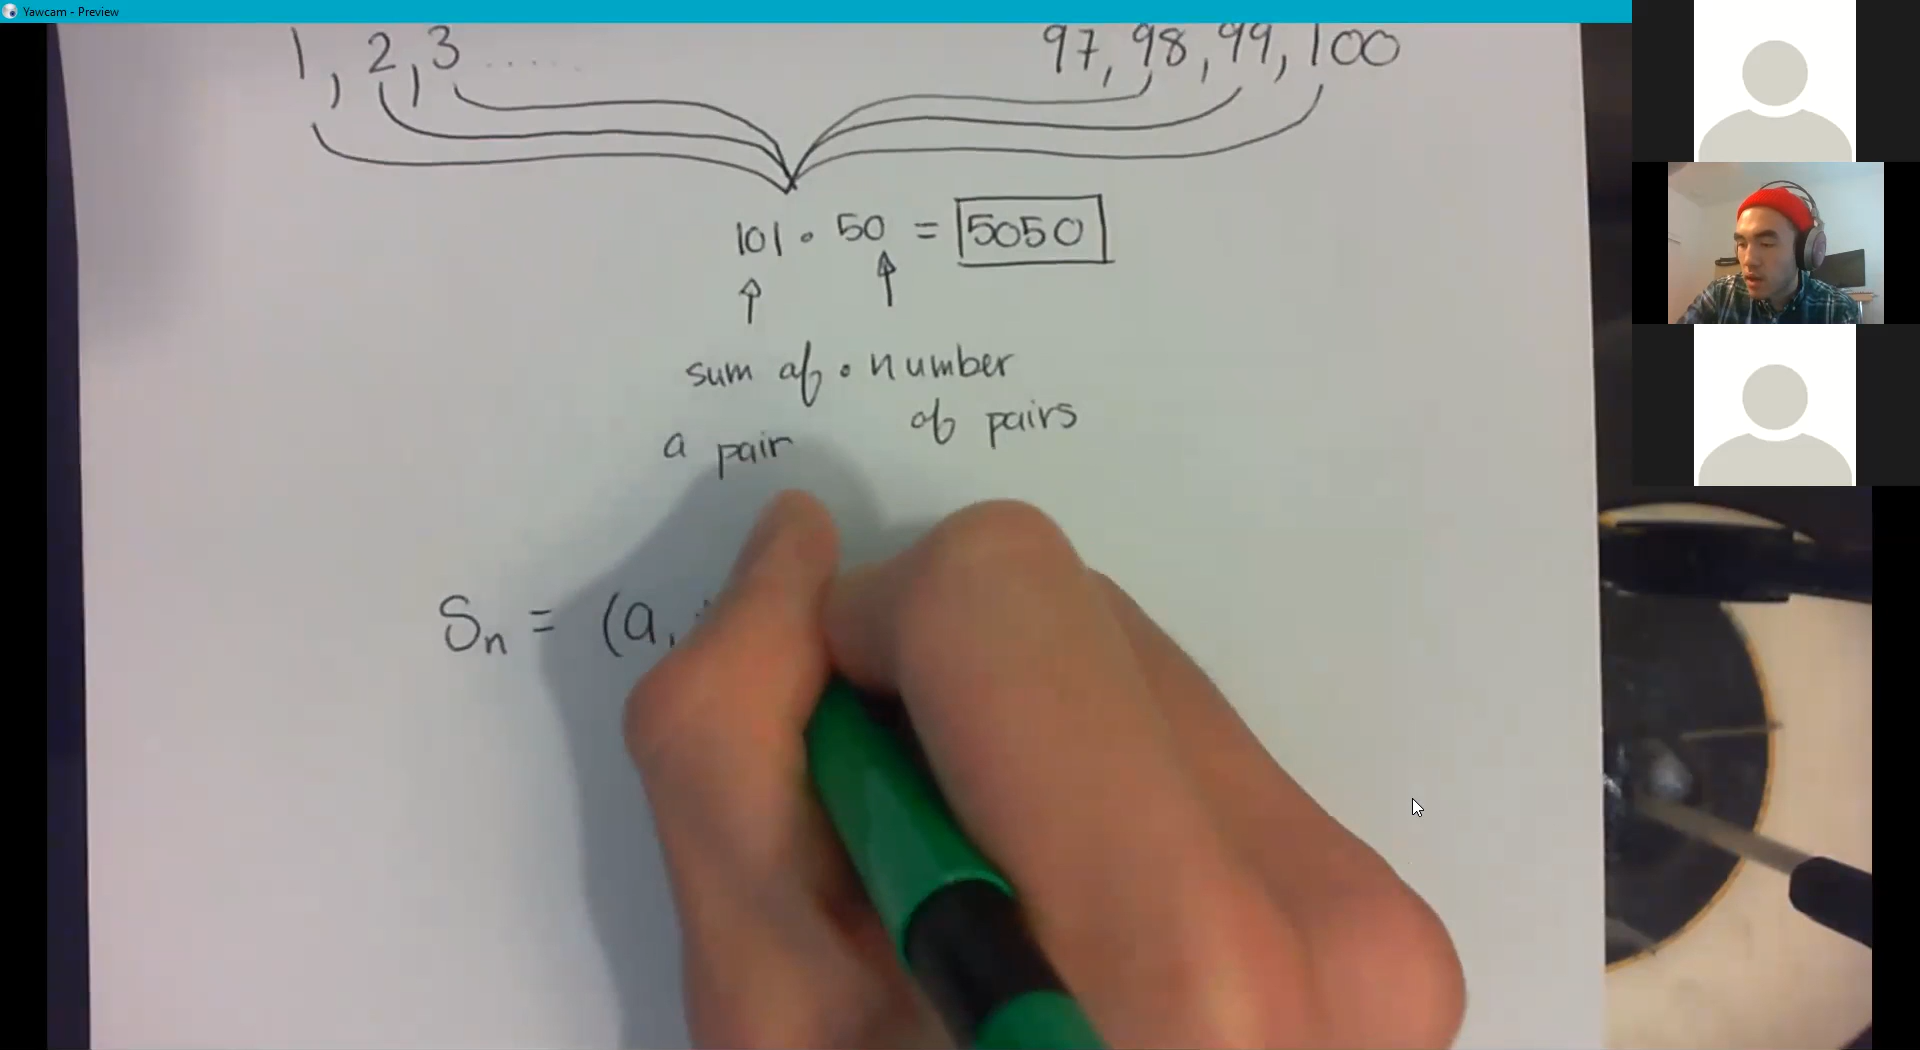 Yawcam - Preview
1, 2, 3 ..... 97, 98, 99, 100
101 • 50 = 5050
sum of • number
of pairs
a pair
Sn = (a,